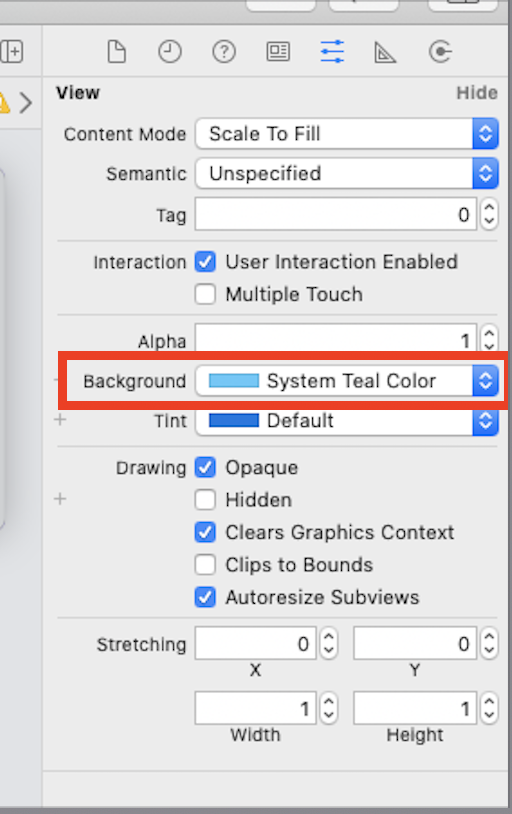 View Hide
Content Mode Scale To Fill
Semantic Unspecified
Tag 0
Interaction User Interaction Enabled
Multiple Touch
Alpha 1
Background System Teal Color
Tint Default
Drawing Opaque
Hidden
Clears Graphics Context
Clips to Bounds
Autoresize Subviews
Stretching 0 0
X Y
1 1
Width Height